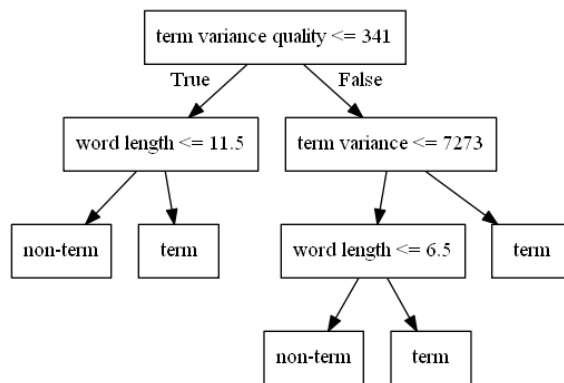 term variance quality <= 341
True
False
word length <= 11.5
term variance <= 7273
non-term
term
word length <= 6.5
term
non-term
term